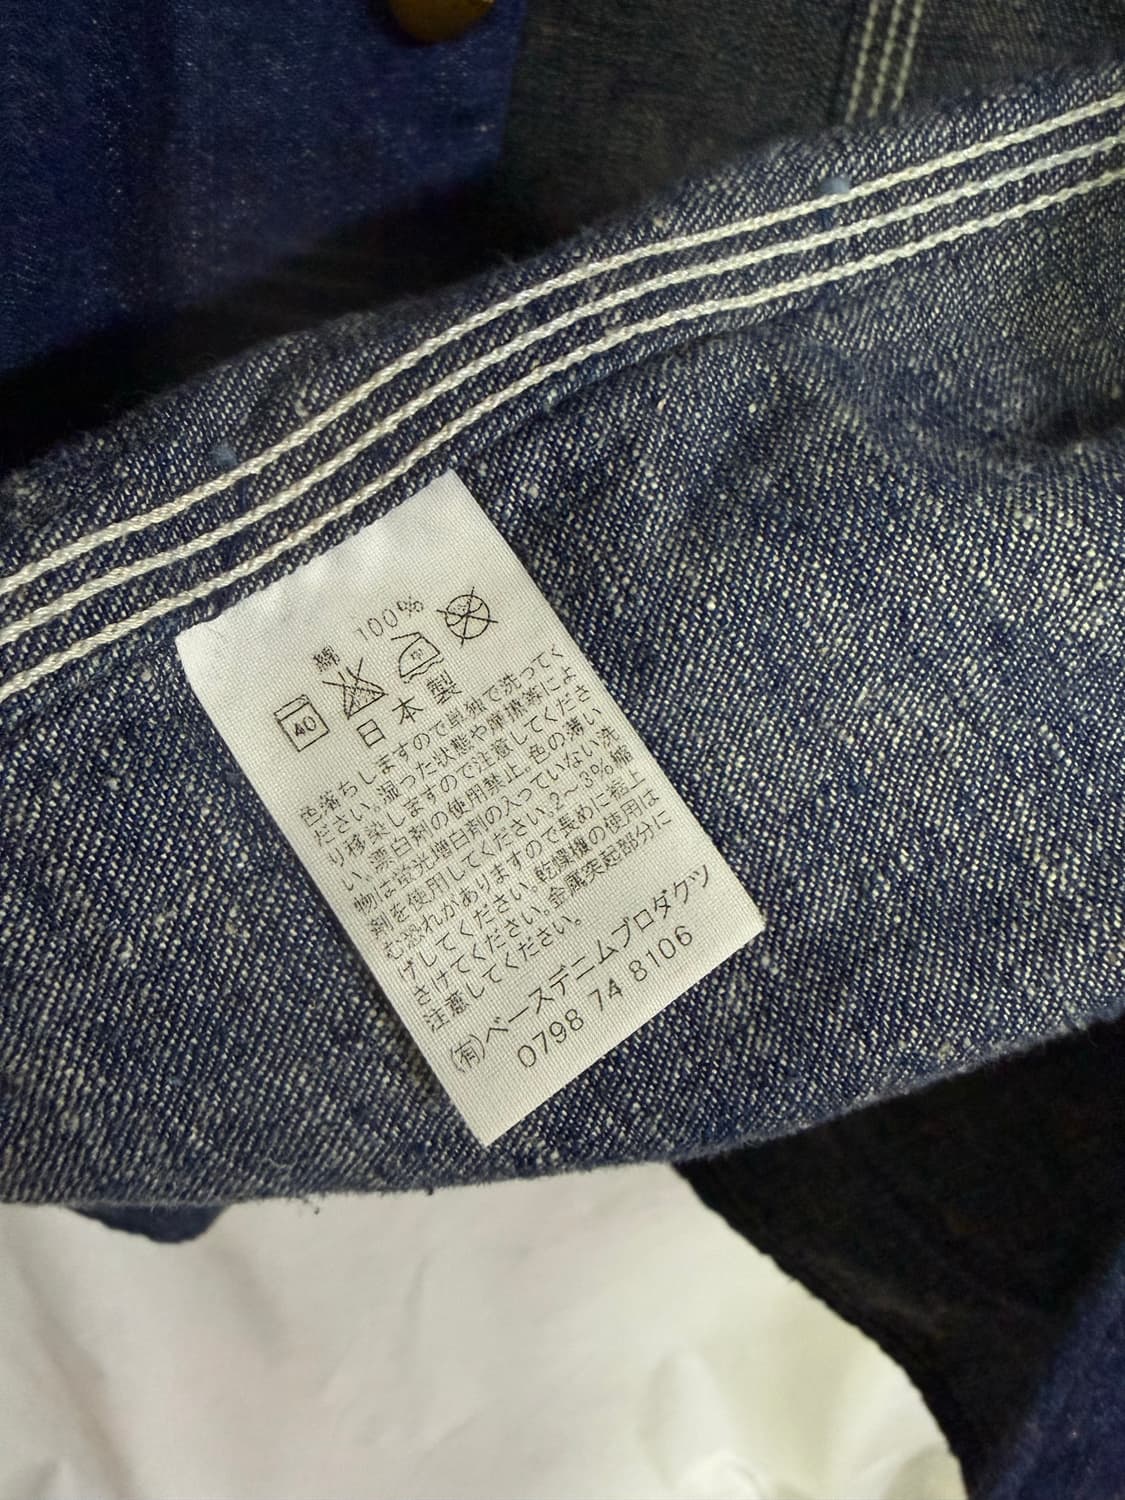 綿 100%
40 中
日本製
色落ちしますので単独で洗ってく
ださい。湿った状態や摩擦等によ
り移染しますので注意してくださ
い。漂白剤の使用禁止。色の薄い
物は蛍光増白剤の入っていない洗
剤を使用してください。2〜3%縮
む恐れがありますので長めに裾上
げしてください。乾燥機の使用は
さけてください。金属突起部分に
注意してください。
(有)ベースデニムプロダクツ
0798 74 8106